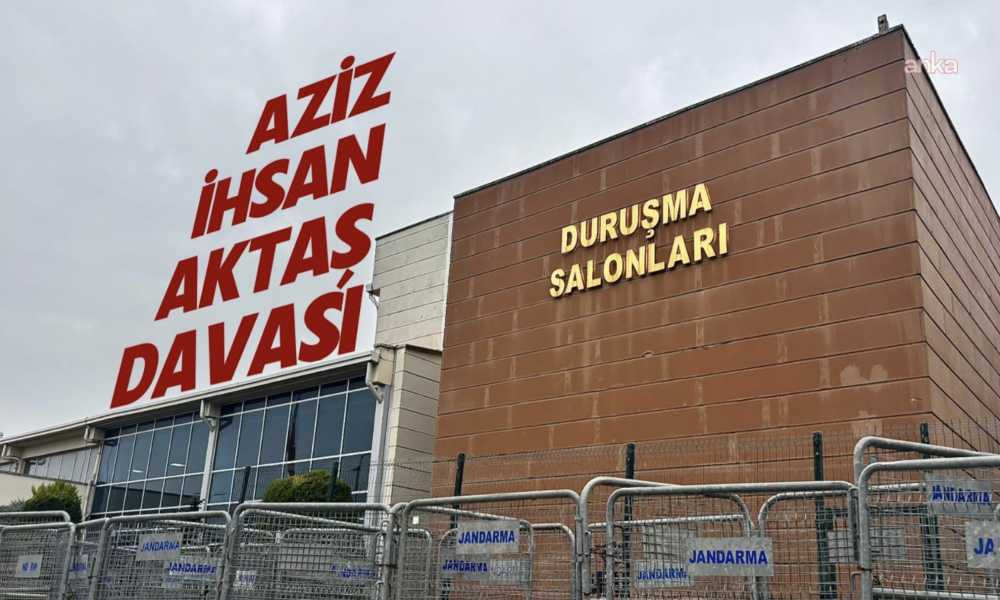 anka
AZİZ
İHSAN
AKTAŞ
DAVASI
DURUŞMA
SALONLARI
JANDARMA
JANDARMA
JANDARMA
JANDARMA
JANDARMA
JANDARMA
JANDARMA